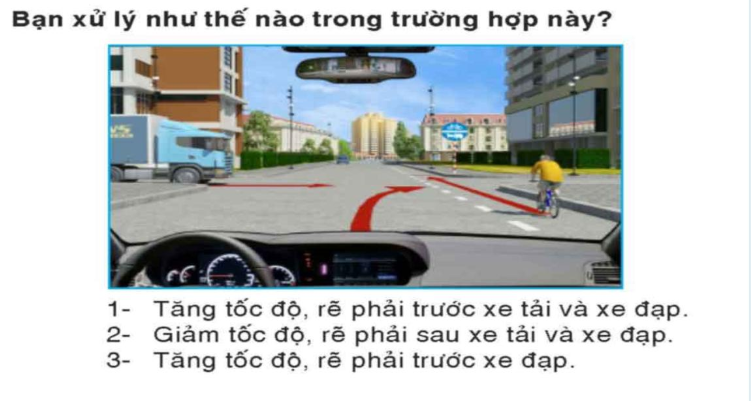 Bạn xử lý như thế nào trong trường hợp này?
1- Tăng tốc độ, rẽ phải trước xe tải và xe đạp.
2- Giảm tốc độ, rẽ phải sau xe tải và xe đạp.
3- Tăng tốc độ, rẽ phải trước xe đạp.